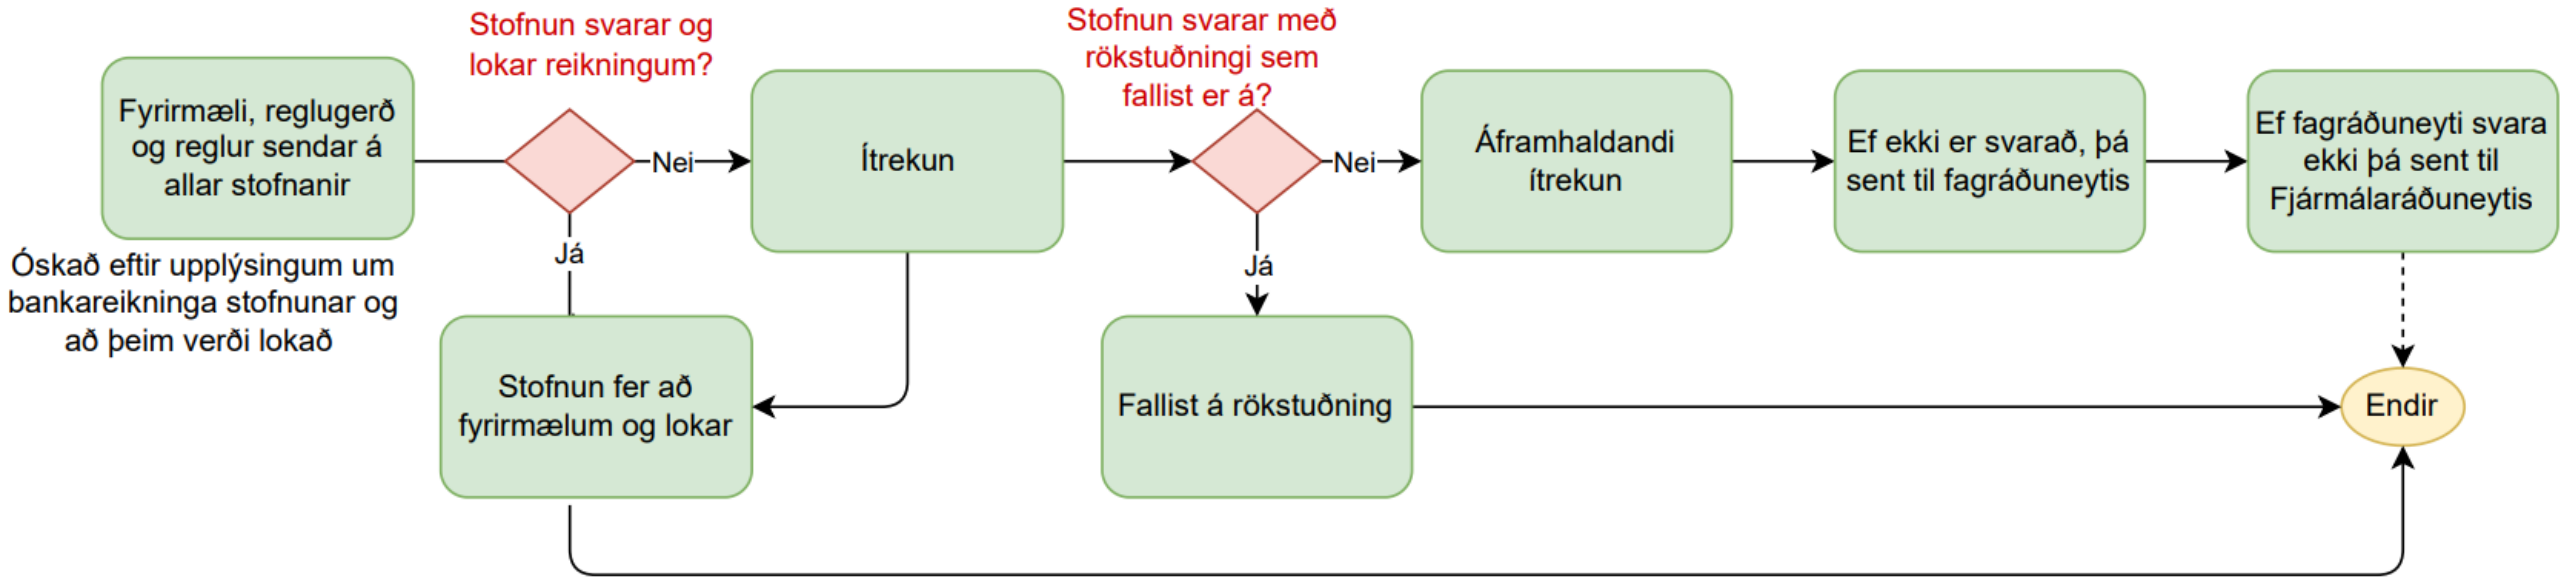 Stofnun svarar og
lokar reikningum?
Stofnun svarar með
rökstuðningi sem
fallist er á?
Fyrirmæli, reglugerð
og reglur sendar á
allar stofnanir
Nei
Ítrekun
Nei
Áframhaldandi
ítrekun
Ef ekki er svarað, þá
sent til fagráðuneytis
Ef fagráðuneyti svara
ekki þá sent til
Fjármálaráðuneytis
Óskað eftir upplýsingum um
bankareikninga stofnunar og
að þeim verði lokað
Já
Já
Stofnun fer að
fyrirmælum og lokar
Fallist á rökstuðning
Endir